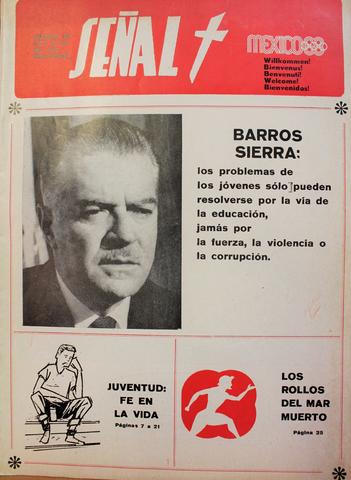 SEÑAL
MEXICO68
Willkommen!
Bienvenus!
Benvenuti!
Welcome!
Bienvenidos!
BARROS
SIERRA:
los problemas de
los jóvenes sólo pueden
resolverse por la vía de
la educación,
jamás por
la fuerza, la violencia o
la corrupción.
JUVENTUD:
FE EN
LA VIDA
Páginas 7 a 21
LOS
ROLLOS
DEL MAR
MUERTO
Página 35